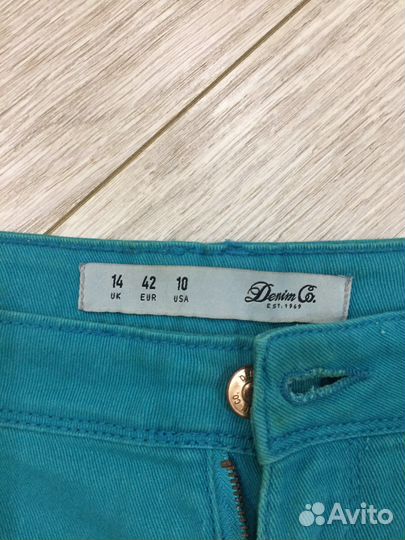 14 42 10
UK EUR USA
Denim Co.
EST. 1969
Avito